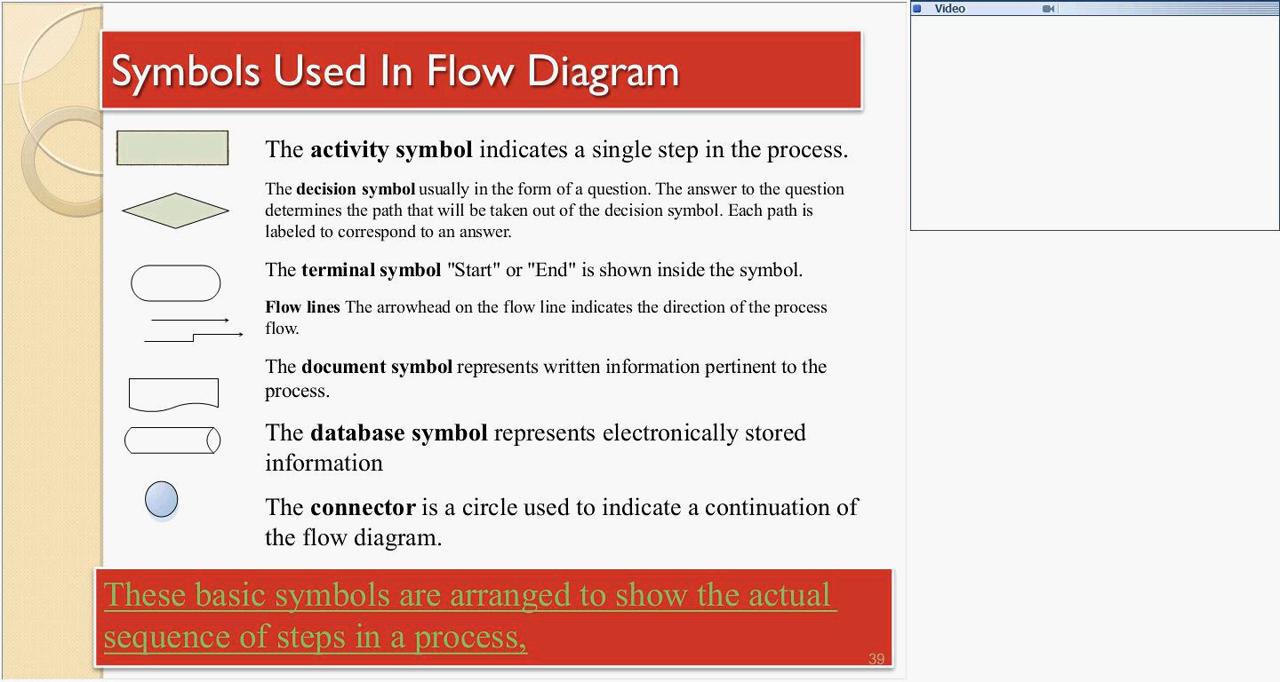 Video
Symbols Used In Flow Diagram
The activity symbol indicates a single step in the process.
The decision symbol usually in the form of a question. The answer to the question
determines the path that will be taken out of the decision symbol. Each path is
labeled to correspond to an answer.
The terminal symbol "Start" or "End" is shown inside the symbol.
Flow lines The arrowhead on the flow line indicates the direction of the process
flow.
The document symbol represents written information pertinent to the
process.
The database symbol represents electronically stored
information
The connector is a circle used to indicate a continuation of
the flow diagram.
These basic symbols are arranged to show the actual
sequence of steps in a process,
39